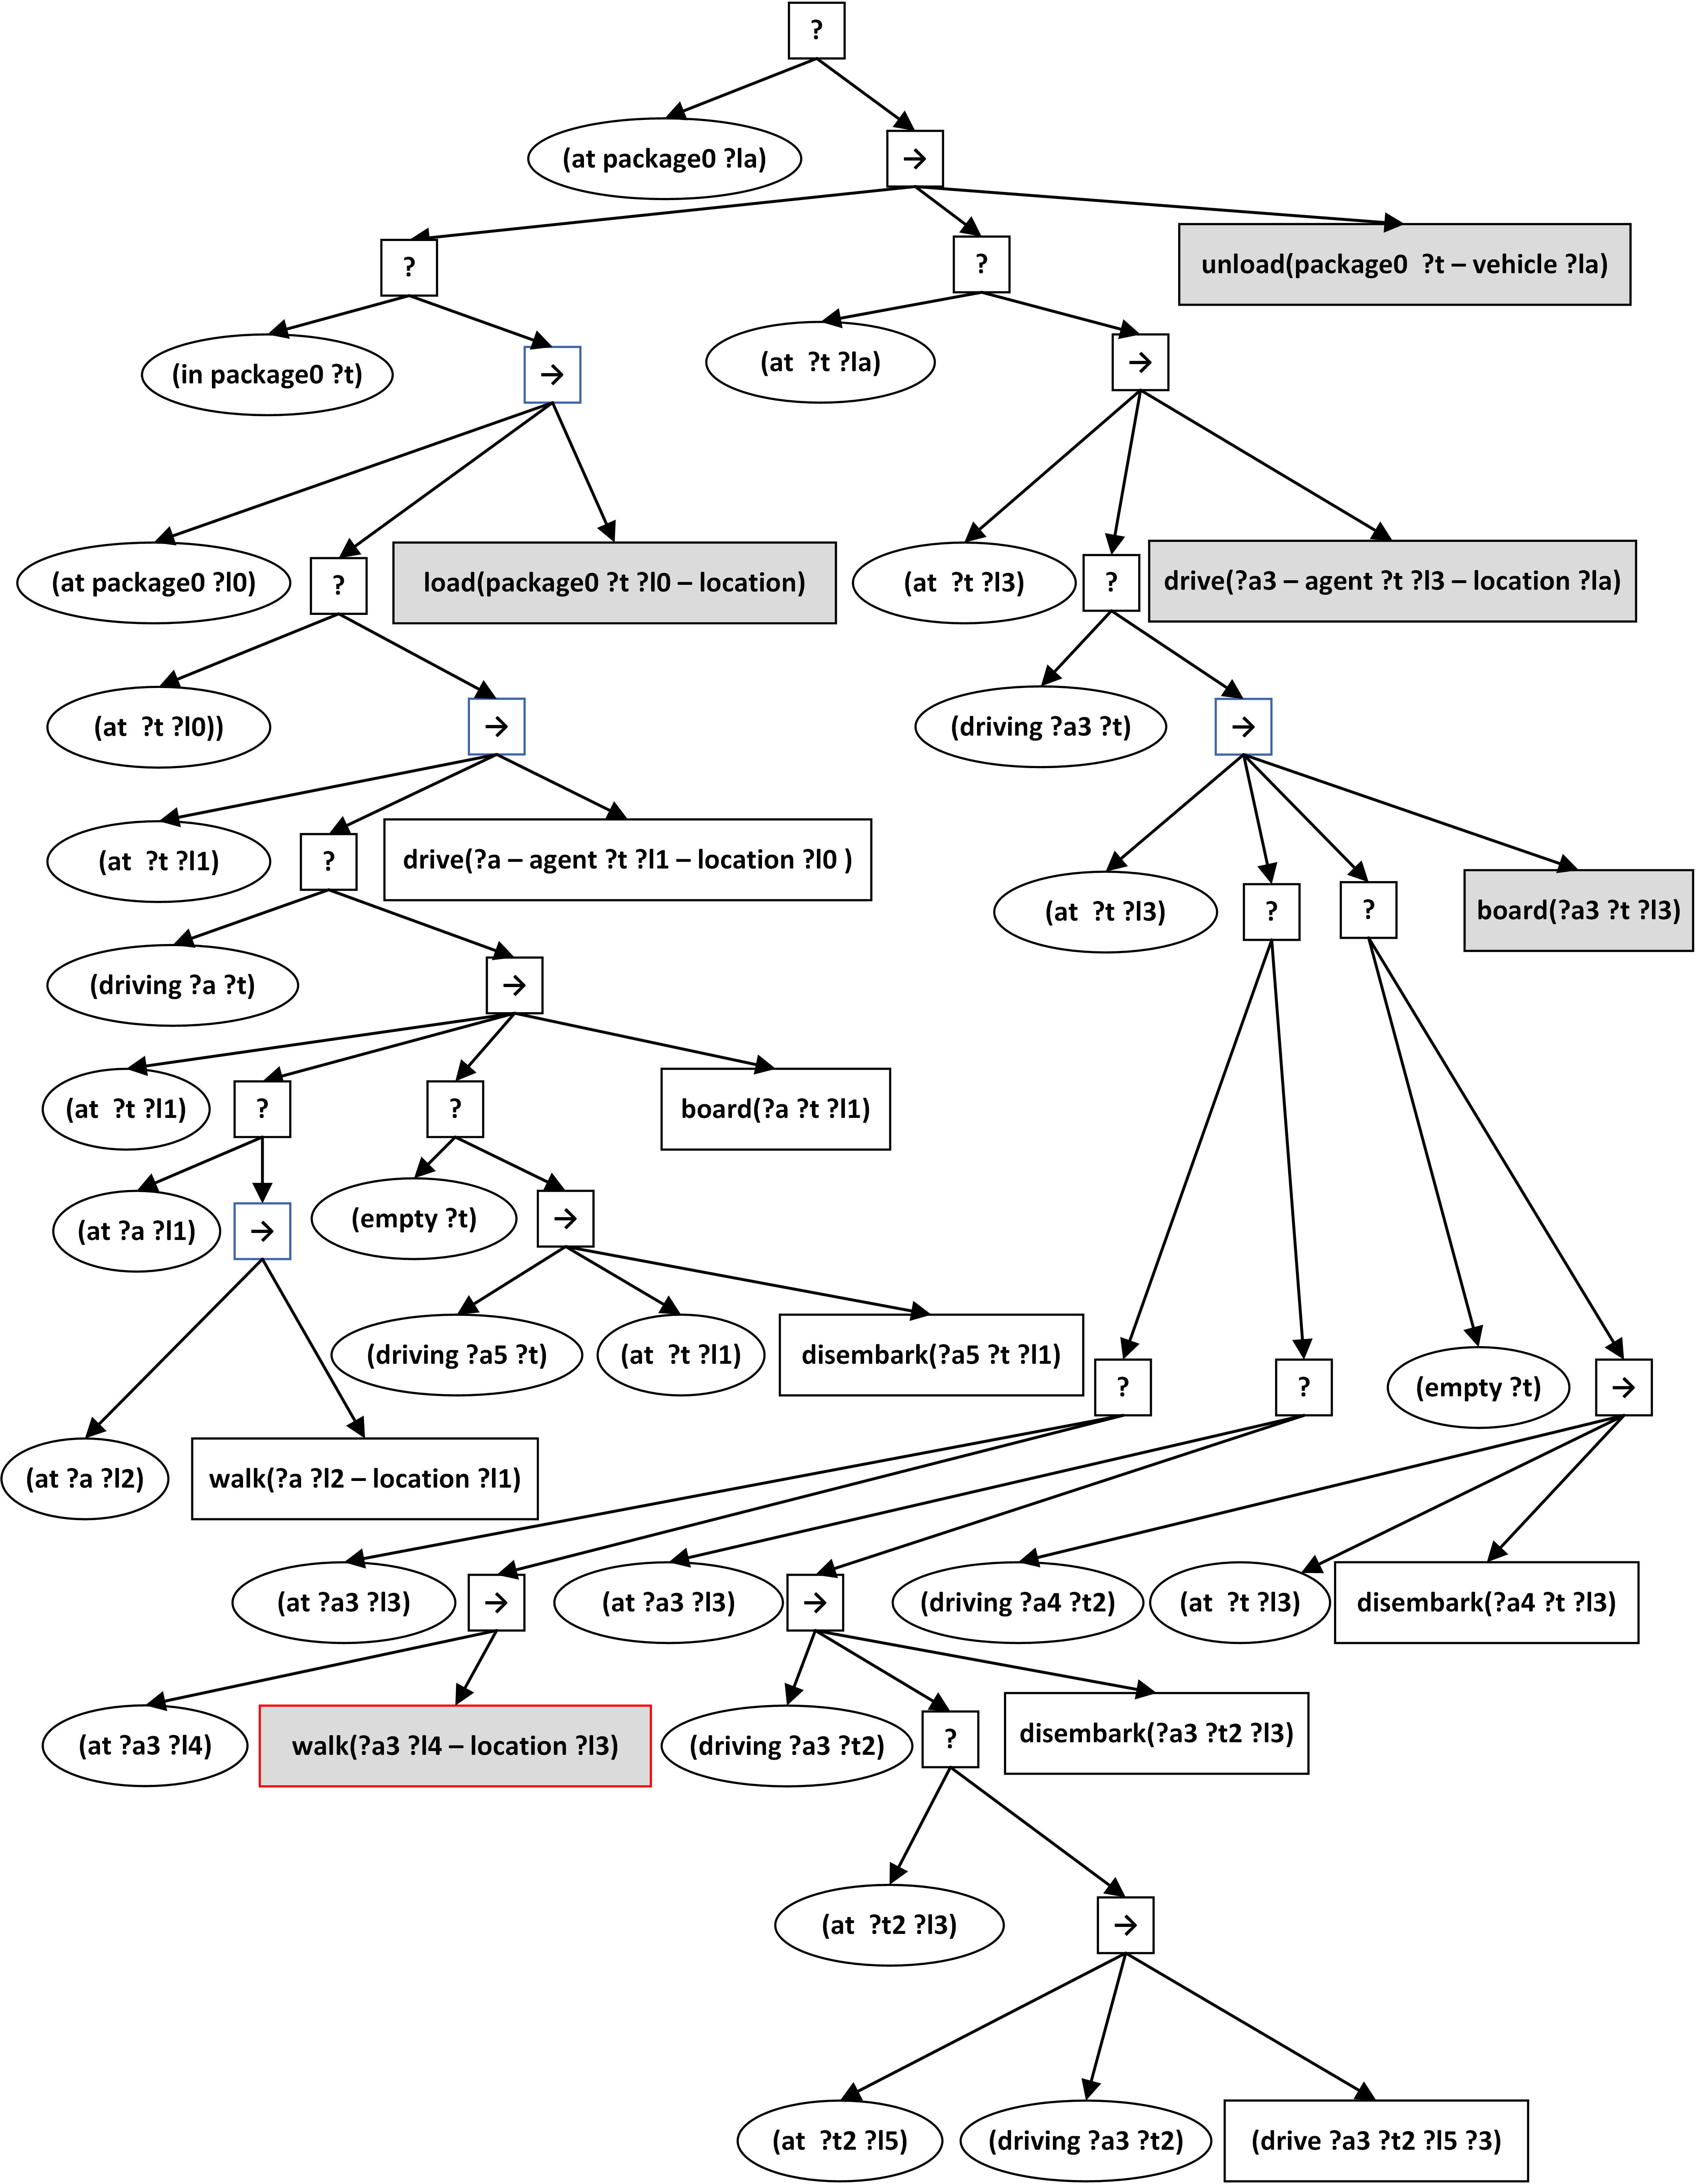 ?
(at package0 ?la)
→
?
?
unload(package0  ?t – vehicle ?la)
(in package0 ?t)
→
(at  ?t ?la)
→
(at package0 ?l0)
?
load(package0 ?t ?l0 – location)
(at  ?t ?l3)
?
drive(?a3 – agent ?t ?l3 – location ?la)
(at  ?t ?l0))
→
(driving ?a3 ?t)
→
(at  ?t ?l1)
?
drive(?a – agent ?t ?l1 – location ?l0 )
(at  ?t ?l3)
?
?
board(?a3 ?t ?l3)
(driving ?a ?t)
→
(at  ?t ?l1)
?
?
board(?a ?t ?l1)
(at ?a ?l1)
→
(empty ?t)
→
(driving ?a5 ?t)
(at  ?t ?l1)
disembark(?a5 ?t ?l1)
?
?
(empty ?t)
→
(at ?a ?l2)
walk(?a ?l2 – location ?l1)
(at ?a3 ?l3)
→
(at ?a3 ?l3)
→
(driving ?a4 ?t2)
(at  ?t ?l3)
disembark(?a4 ?t ?l3)
(at ?a3 ?l4)
walk(?a3 ?l4 – location ?l3)
(driving ?a3 ?t2)
?
disembark(?a3 ?t2 ?l3)
(at  ?t2 ?l3)
→
(at  ?t2 ?l5)
(driving ?a3 ?t2)
(drive ?a3 ?t2 ?l5 ?3)